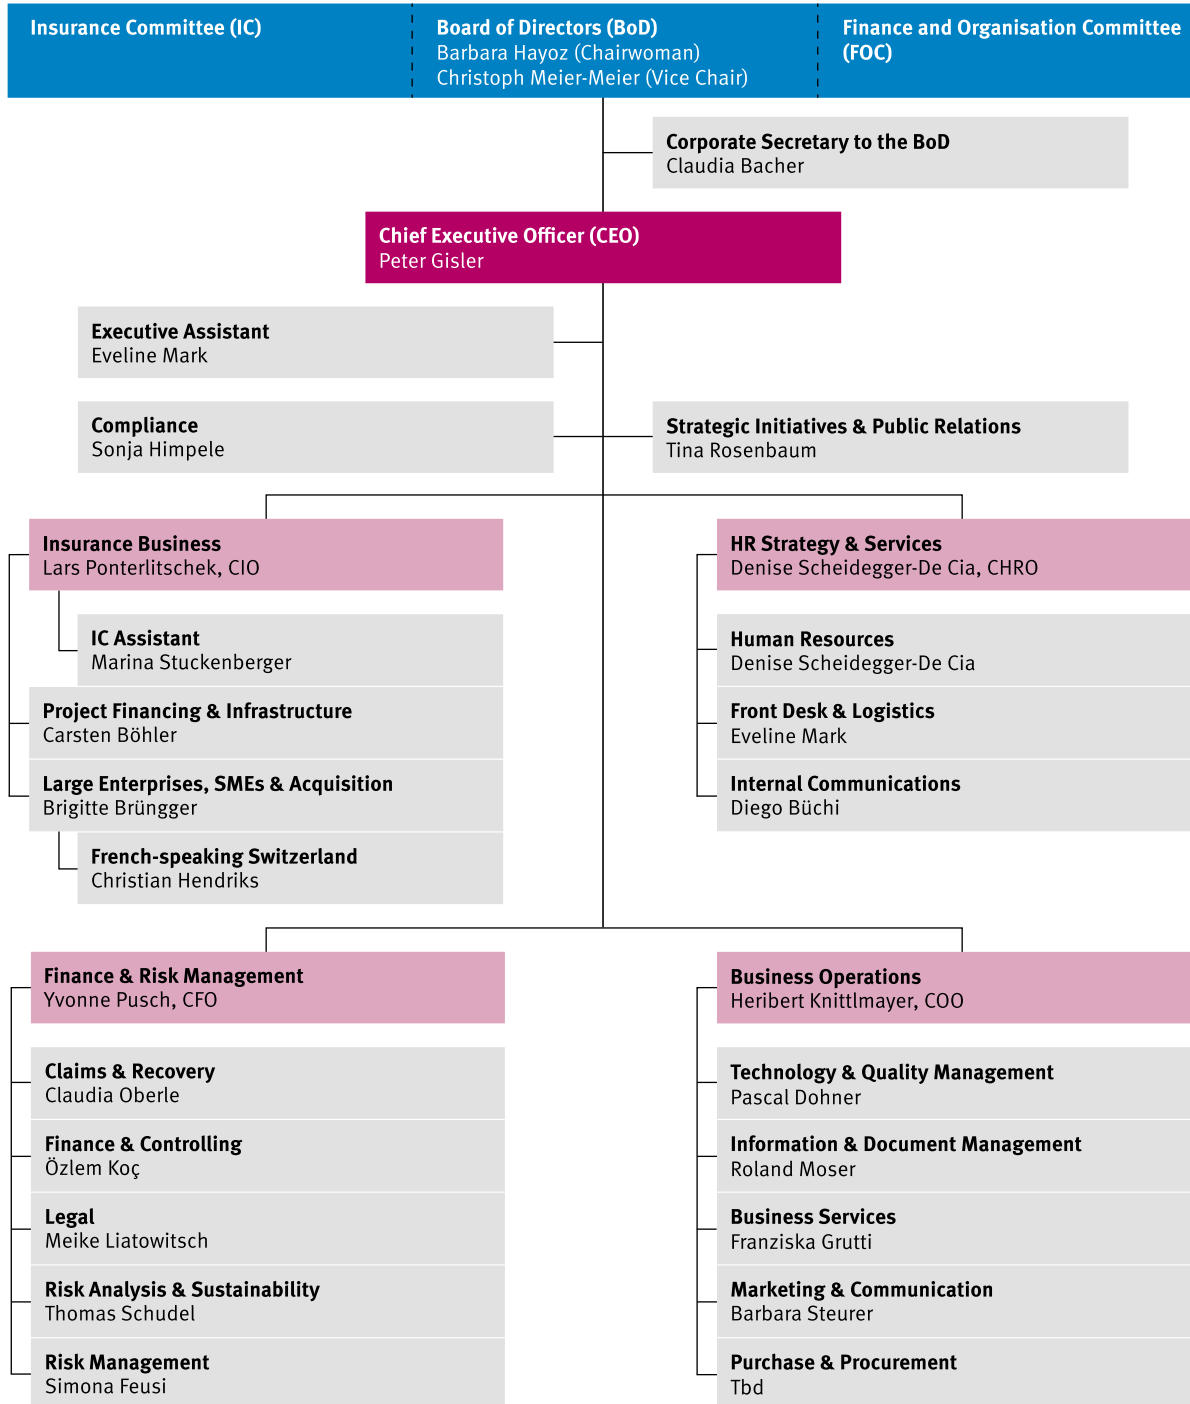 Insurance Committee (IC)
Board of Directors (BoD)
Barbara Hayoz (Chairwoman)
Christoph Meier-Meier (Vice Chair)
Finance and Organisation Committee
(FOC)
Corporate Secretary to the BoD
Claudia Bacher
Chief Executive Officer (CEO)
Peter Gisler
Executive Assistant
Eveline Mark
Compliance
Sonja Himpele
Strategic Initiatives & Public Relations
Tina Rosenbaum
Insurance Business
Lars Ponterlitschek, CIO
IC Assistant
Marina Stuckenberger
Project Financing & Infrastructure
Carsten Böhler
Large Enterprises, SMEs & Acquisition
Brigitte Brüngger
French-speaking Switzerland
Christian Hendriks
HR Strategy & Services
Denise Scheidegger-De Cia, CHRO
Human Resources
Denise Scheidegger-De Cia
Front Desk & Logistics
Eveline Mark
Internal Communications
Diego Büchi
Finance & Risk Management
Yvonne Pusch, CFO
Claims & Recovery
Claudia Oberle
Finance & Controlling
Özlem Koç
Legal
Meike Liatowitsch
Risk Analysis & Sustainability
Thomas Schudel
Risk Management
Simona Feusi
Business Operations
Heribert Knittlmayer, COO
Technology & Quality Management
Pascal Dohner
Information & Document Management
Roland Moser
Business Services
Franziska Grutti
Marketing & Communication
Barbara Steurer
Purchase & Procurement
Tbd